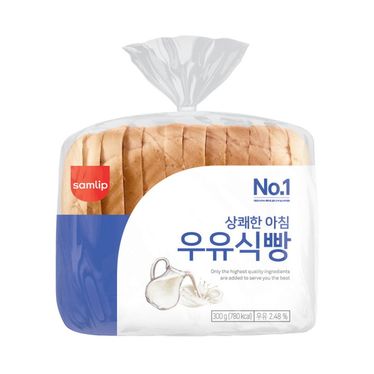 samlip
No.1
상쾌한 아침
우유식빵
Only the highest quality ingredients
are added to serve you the best
300 g (780 kcal) 우유 2.48 %